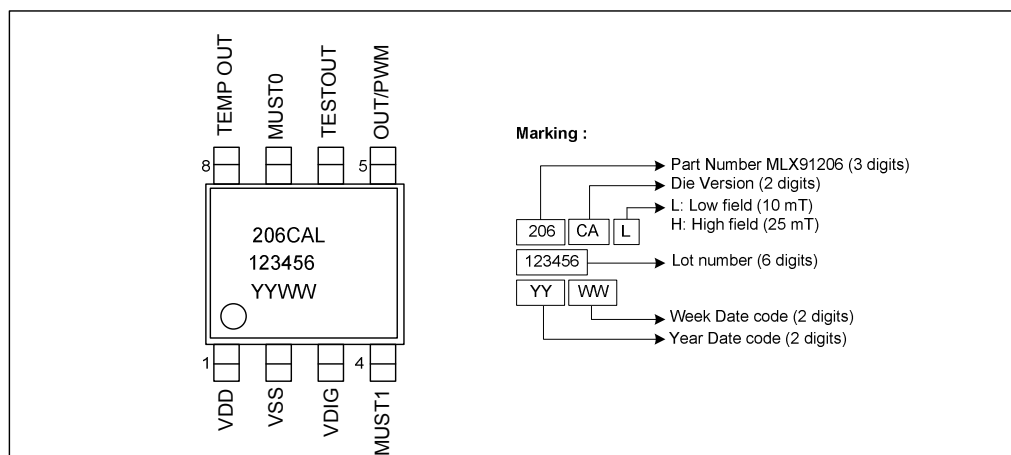 TEMP OUT
MUST0
TESTOUT
OUT/PWM
8
5
206CAL
123456
YYWW
1
4
VDD
VSS
VDIG
MUST1
Marking :
Part Number MLX91206 (3 digits)
Die Version (2 digits)
L: Low field (10 mT)
H: High field (25 mT)
206 CA L
123456
Lot number (6 digits)
YY WW
Week Date code (2 digits)
Year Date code (2 digits)